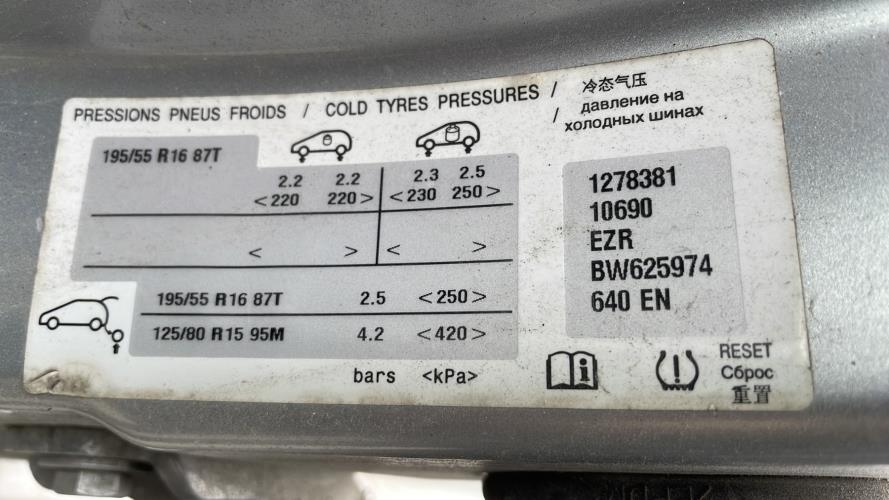 PRESSIONS PNEUS FROIDS / COLD TYRES PRESSURES / 冷态气压
/ давление на
холодных шинах
195/55 R16 87T
2.2 2.2 2.3 2.5
<220 220> <230 250>
< > < >
195/55 R16 87T 2.5 <250>
125/80 R15 95M 4.2 <420>
bars <kPa>
1278381
10690
EZR
BW625974
640 EN
i
RESET
Сброс
重置